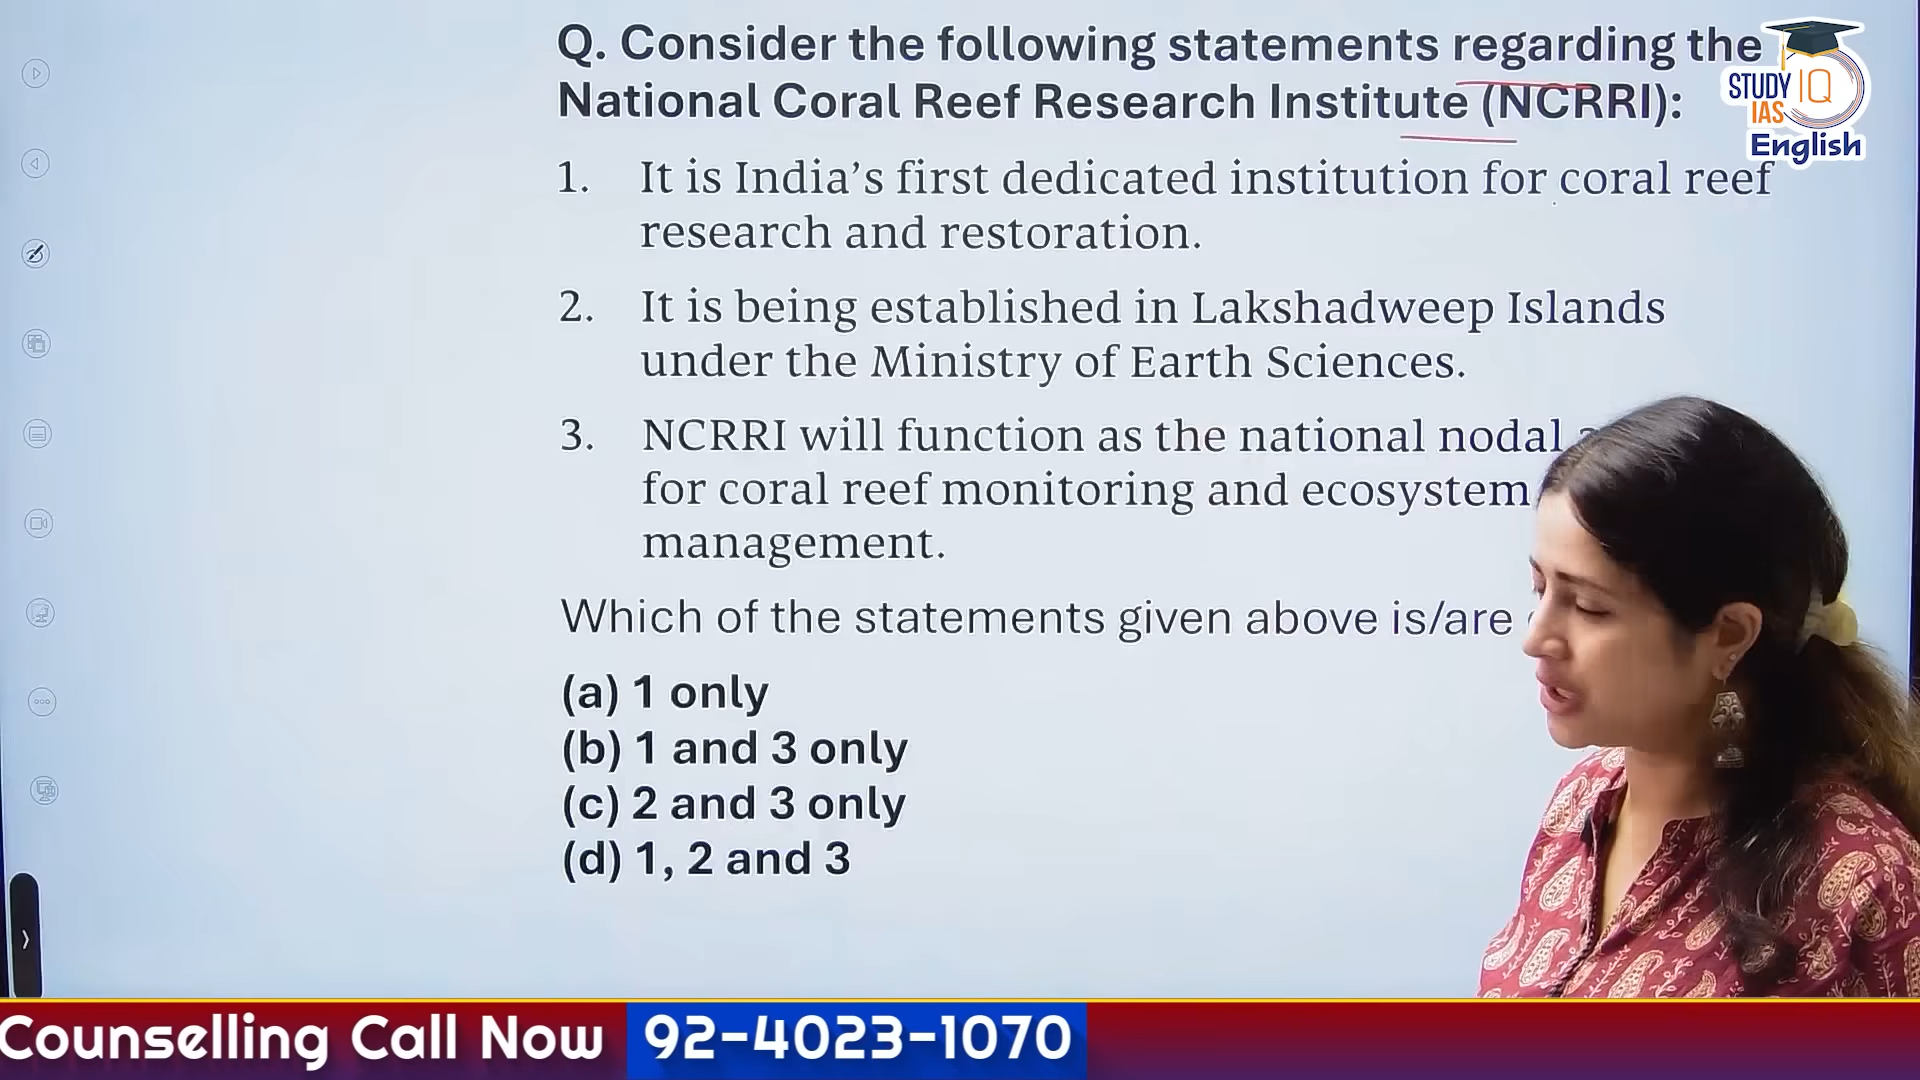 Q. Consider the following statements regarding the
National Coral Reef Research Institute (NCRRI):
1. It is India’s first dedicated institution for coral reef
research and restoration.
2. It is being established in Lakshadweep Islands
under the Ministry of Earth Sciences.
3. NCRRI will function as the national nodal
for coral reef monitoring and ecosystem
management.
Which of the statements given above is/are
(a) 1 only
(b) 1 and 3 only
(c) 2 and 3 only
(d) 1, 2 and 3
STUDY IQ
IAS
English
Counselling Call Now 92-4023-1070